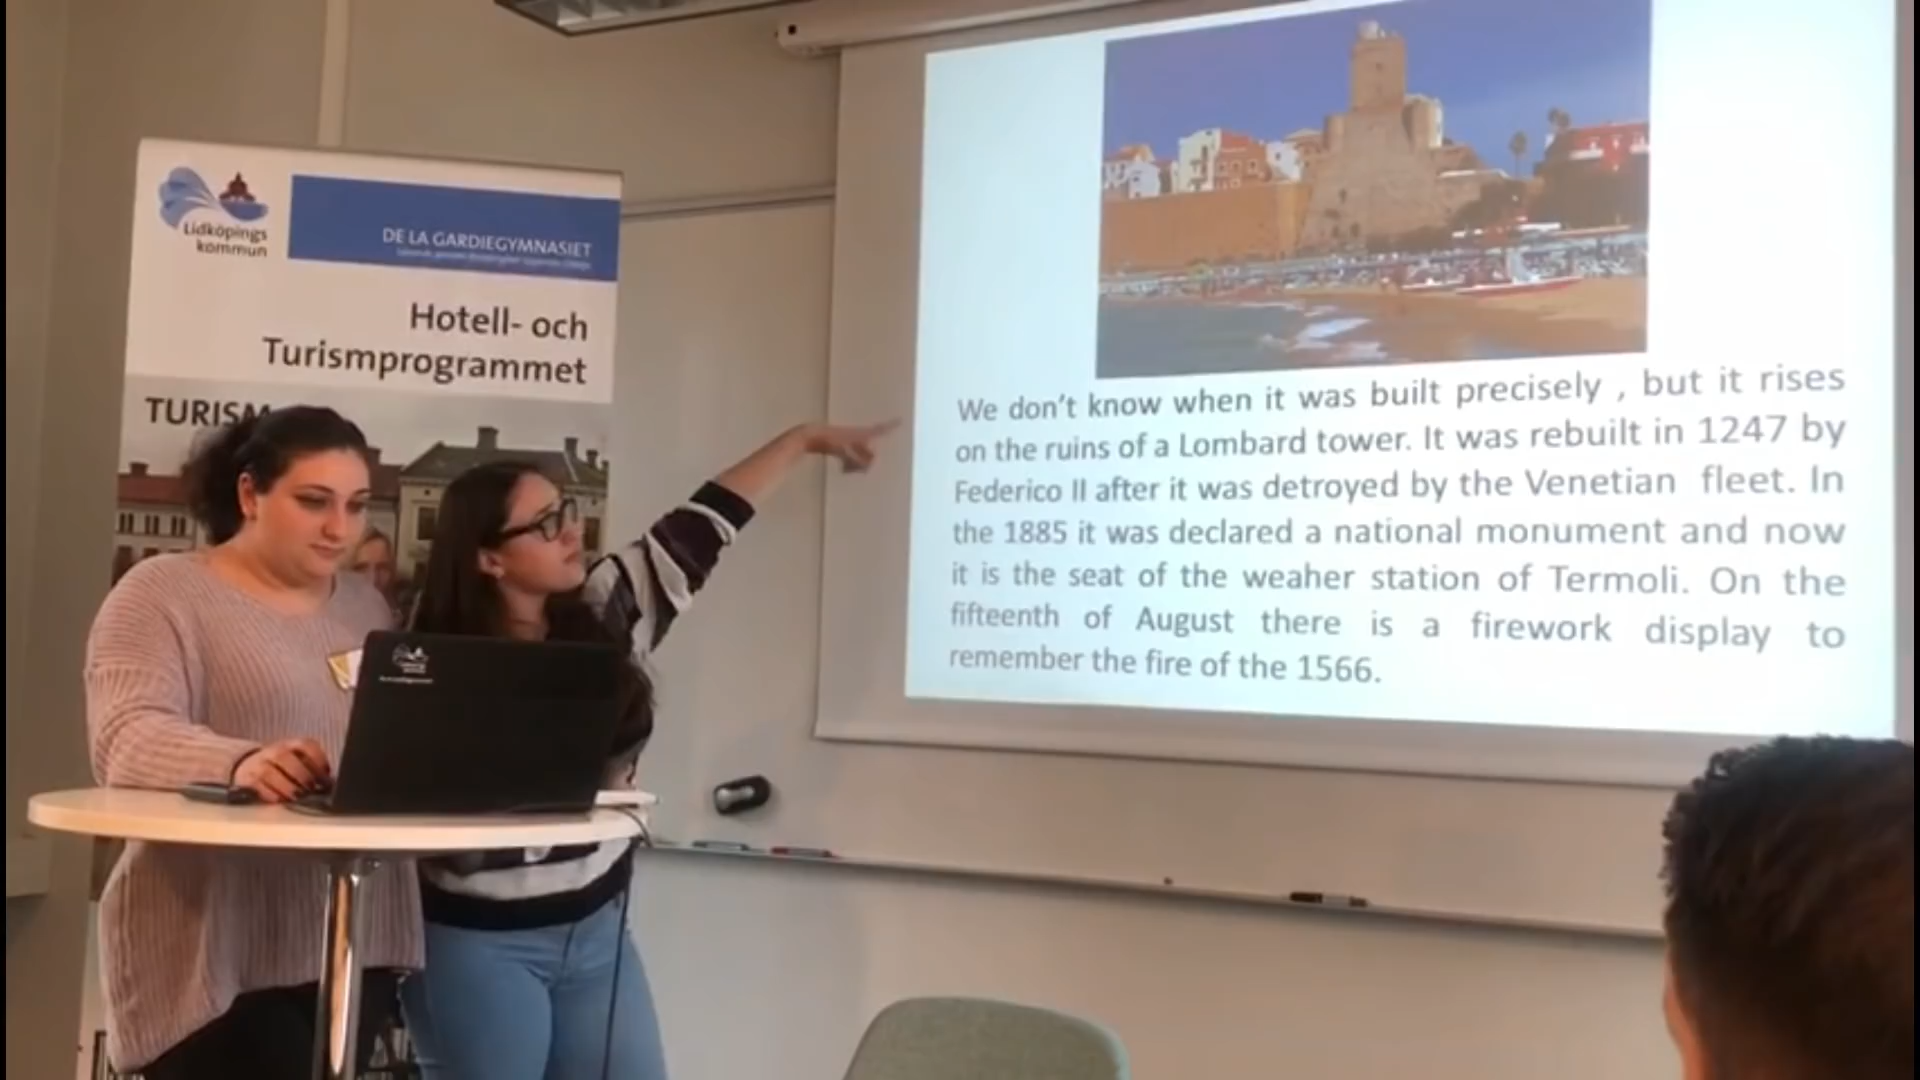 Lidköpings
kommun
DE LA GARDIEGYMNASIET
Hotell- och
Turismprogrammet
TURISM
We don't know when it was built precisely , but it rises
on the ruins of a Lombard tower. It was rebuilt in 1247 by
Federico II after it was detroyed by the Venetian fleet. In
the 1885 it was declared a national monument and now
it is the seat of the weaher station of Termoli. On the
fifteenth of August there is a firework display to
remember the fire of the 1566.